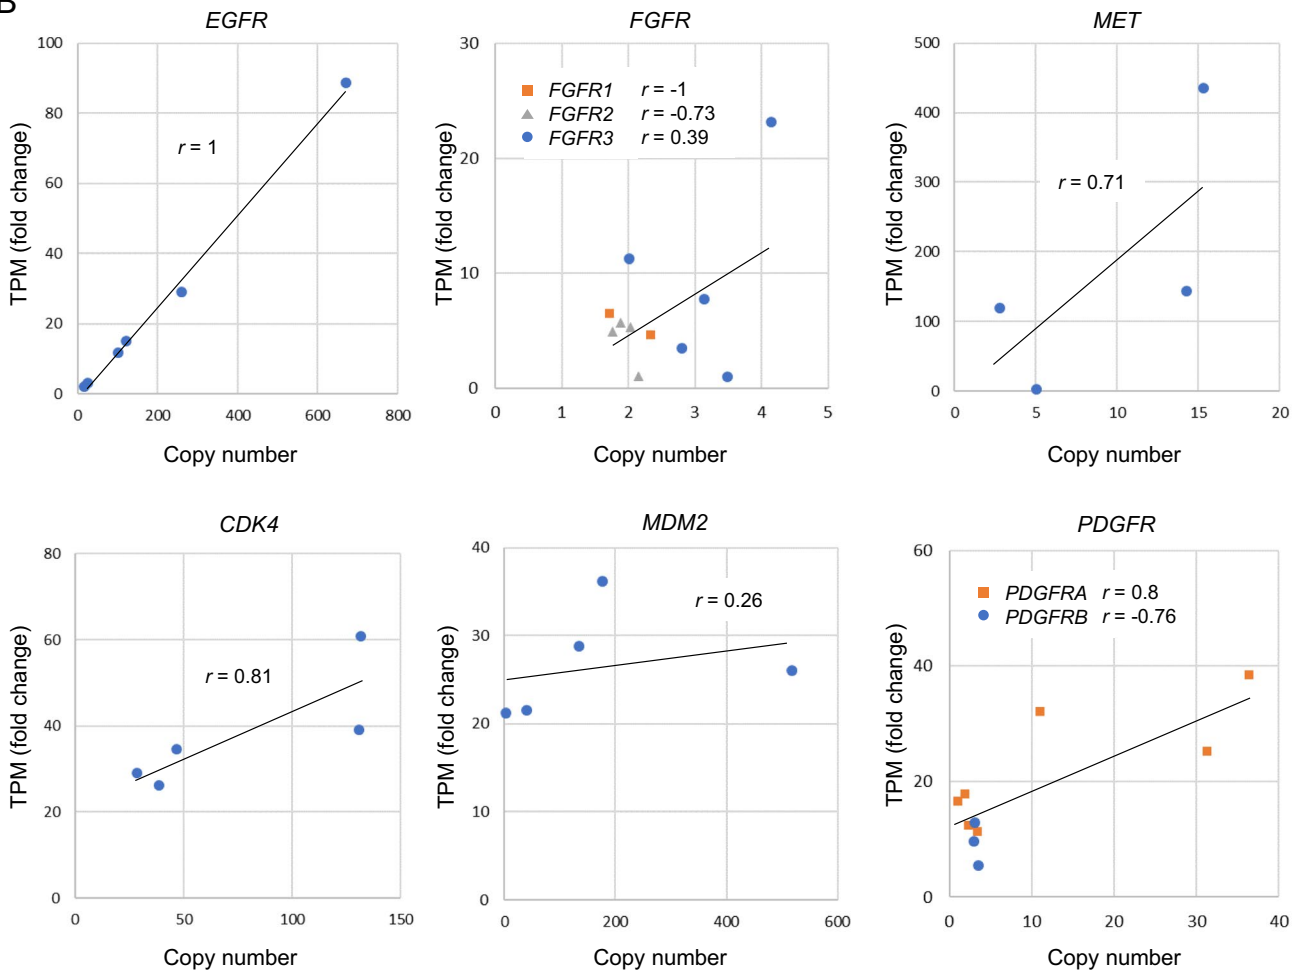 B
EGFR
TPM (fold change)
100
80
60
40
20
0
r = 1
0 200 400 600 800
Copy number
FGFR
TPM (fold change)
30
20
10
0
FGFR1 r = -1
FGFR2 r = -0.73
FGFR3 r = 0.39
0 1 2 3 4 5
Copy number
MET
TPM (fold change)
500
400
300
200
100
0
r = 0.71
0 5 10 15 20
Copy number
CDK4
TPM (fold change)
80
60
40
20
0
r = 0.81
0 50 100 150
Copy number
MDM2
TPM (fold change)
40
30
20
10
0
r = 0.26
0 200 400 600
Copy number
PDGFR
TPM (fold change)
60
40
20
0
PDGFRA r = 0.8
PDGFRB r = -0.76
0 10 20 30 40
Copy number